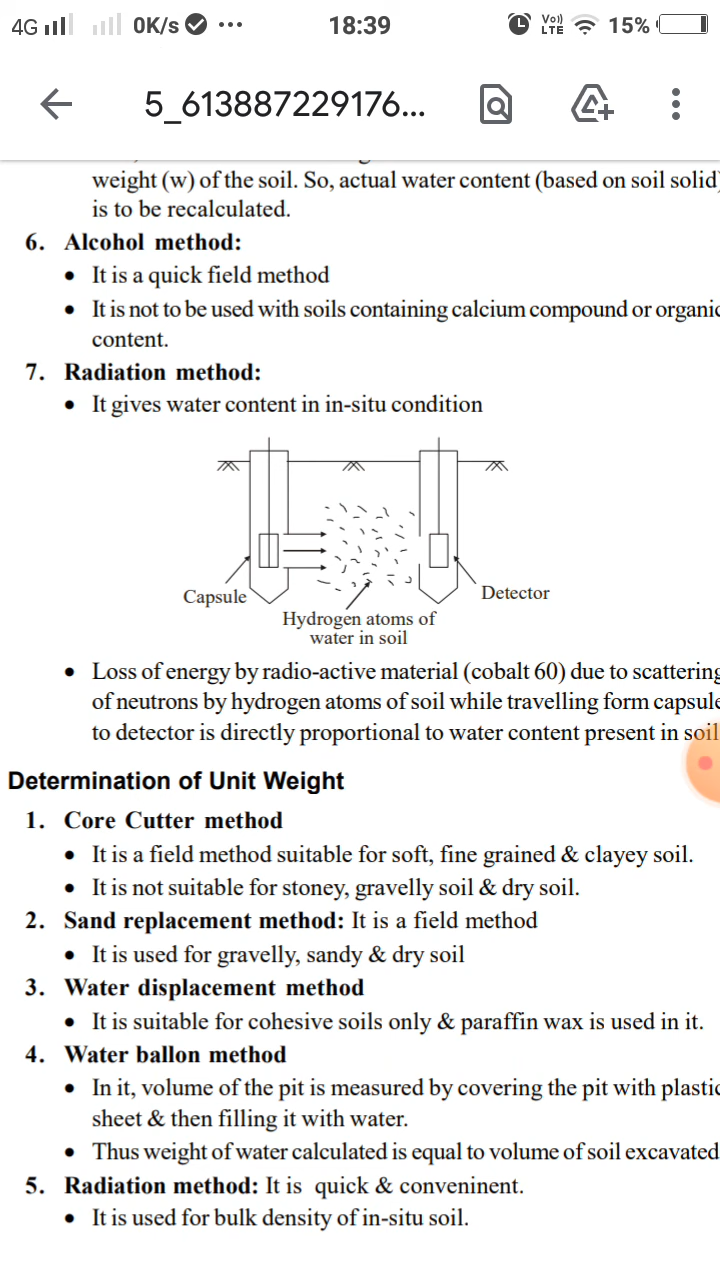 4G 0K/s ... 18:39 Vo)) LTE 15%
5_613887229176...
weight (w) of the soil. So, actual water content (based on soil solid)
is to be recalculated.
6. Alcohol method:
• It is a quick field method
• It is not to be used with soils containing calcium compound or organic
content.
7. Radiation method:
• It gives water content in in-situ condition
Capsule
Detector
Hydrogen atoms of
water in soil
• Loss of energy by radio-active material (cobalt 60) due to scattering
of neutrons by hydrogen atoms of soil while travelling form capsule
to detector is directly proportional to water content present in soil
Determination of Unit Weight
1. Core Cutter method
• It is a field method suitable for soft, fine grained & clayey soil.
• It is not suitable for stoney, gravelly soil & dry soil.
2. Sand replacement method: It is a field method
• It is used for gravelly, sandy & dry soil
3. Water displacement method
• It is suitable for cohesive soils only & paraffin wax is used in it.
4. Water ballon method
• In it, volume of the pit is measured by covering the pit with plastic
sheet & then filling it with water.
• Thus weight of water calculated is equal to volume of soil excavated
5. Radiation method: It is quick & conveninent.
• It is used for bulk density of in-situ soil.